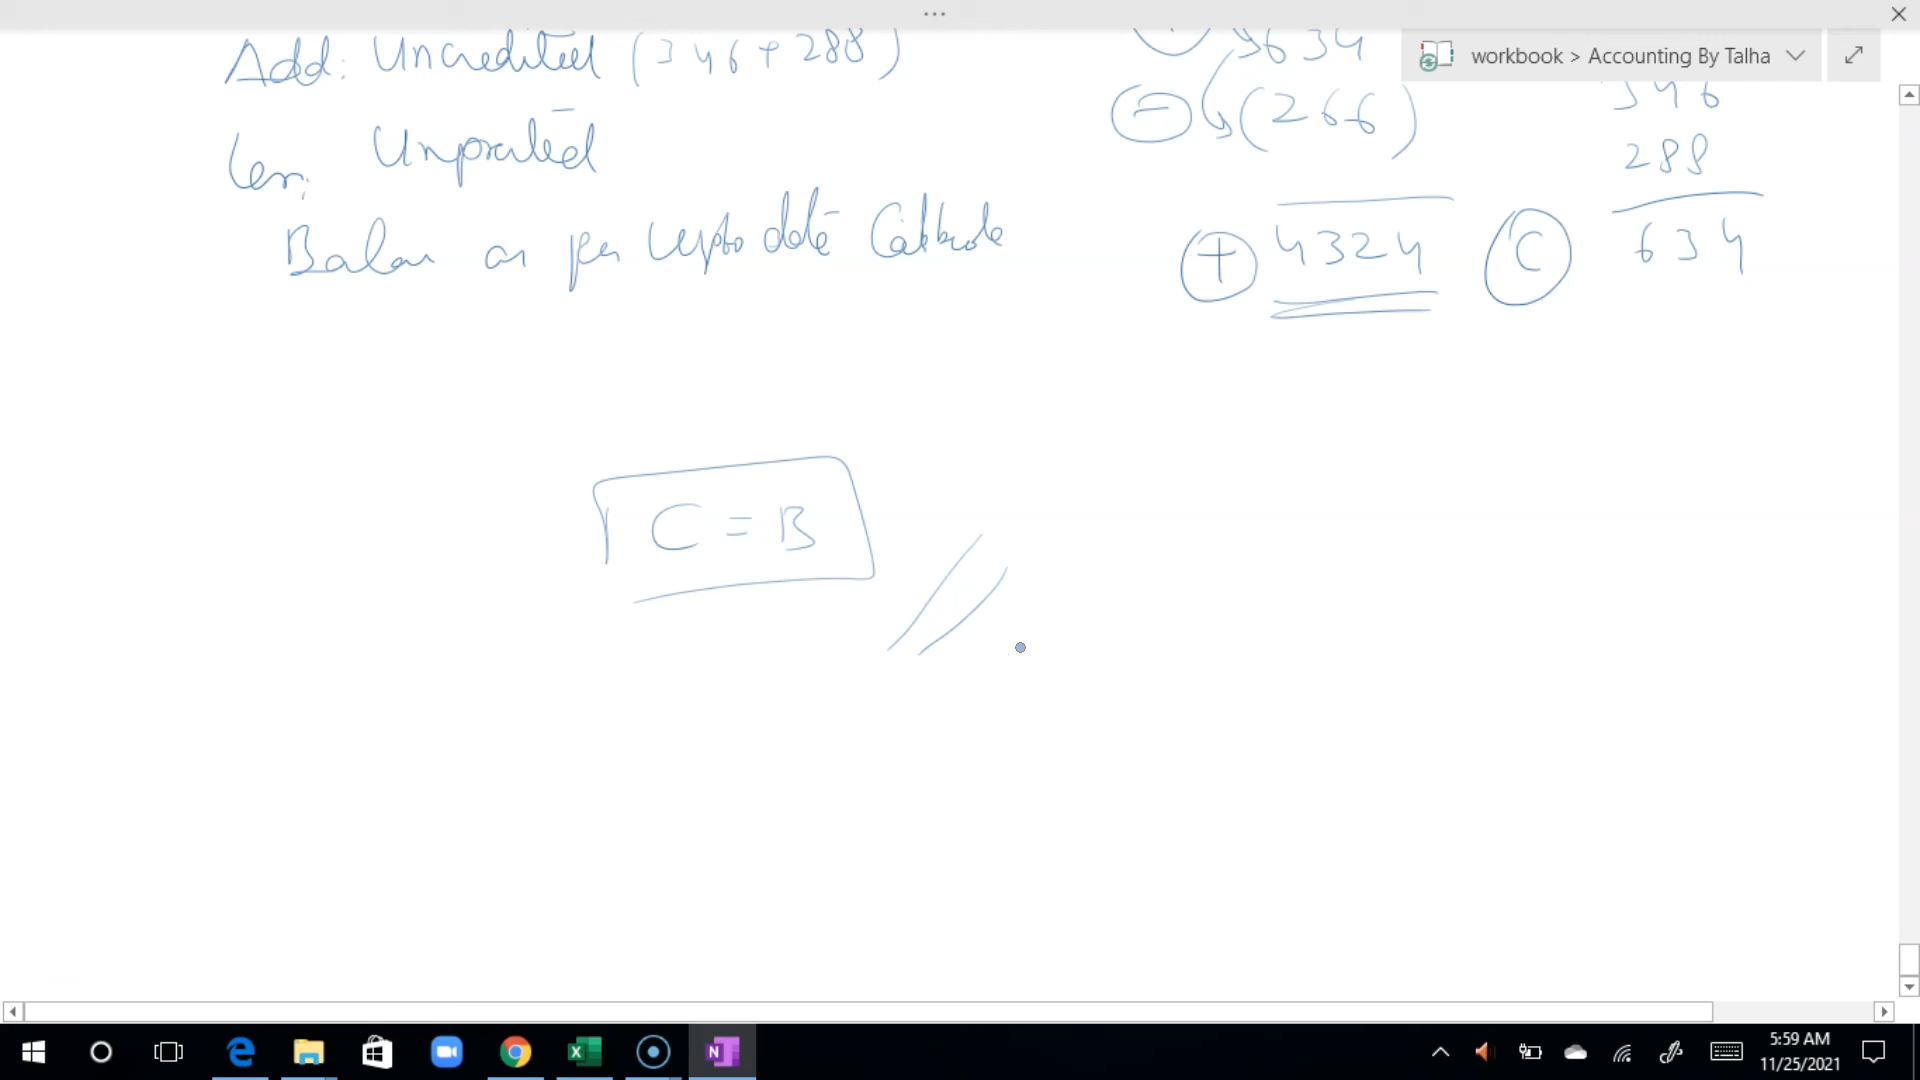 ...
workbook > Accounting By Talha
Add: Uncredited (346 + 288) 634
346
(266)
Less: Unpresented
288
Balance as per upto date Cashbook + 4324 C 634
C = B
5:59 AM
11/25/2021